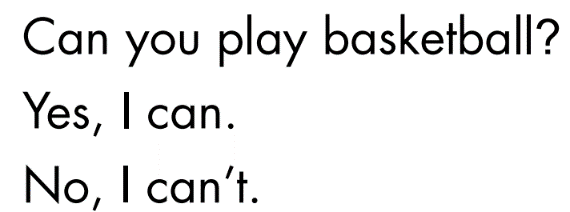 Can you play basketball?
Yes, I can.
No, I can’t.